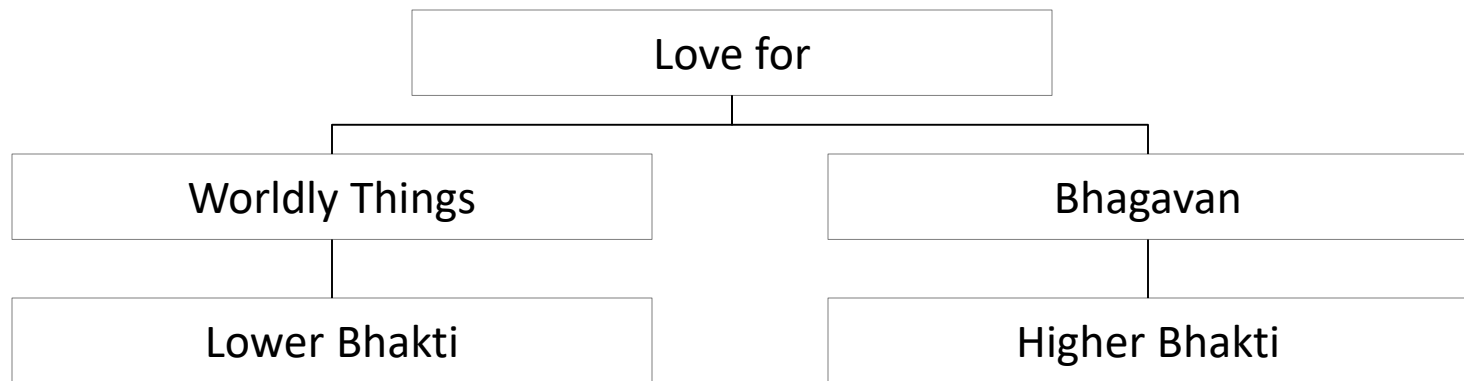 Love for
Worldly Things
Bhagavan
Lower Bhakti
Higher Bhakti